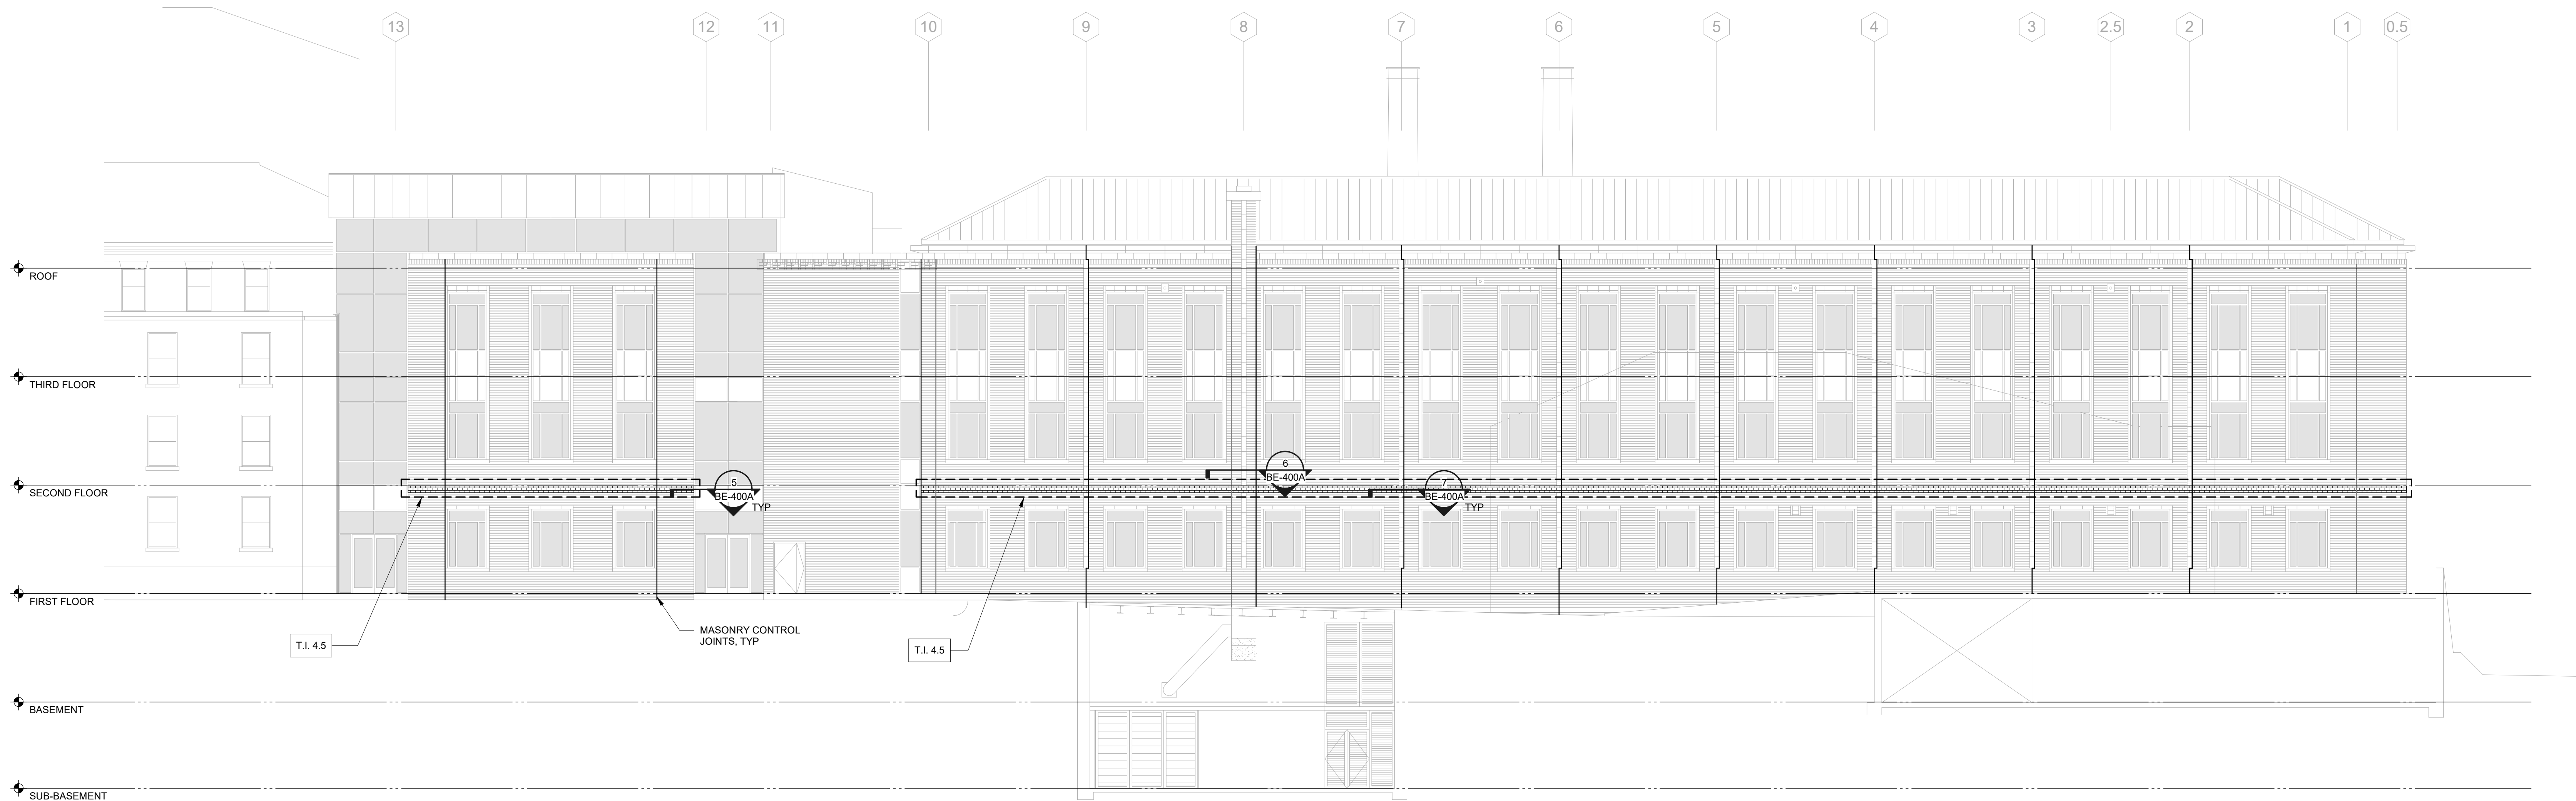 13
12
11
10
9
8
7
6
5
4
3
2.5
2
1
0.5
ROOF
THIRD FLOOR
SECOND FLOOR
5
BE-400A
TYP
6
BE-400A
7
BE-400A
TYP
FIRST FLOOR
T.I. 4.5
MASONRY CONTROL
JOINTS, TYP
T.I. 4.5
BASEMENT
SUB-BASEMENT